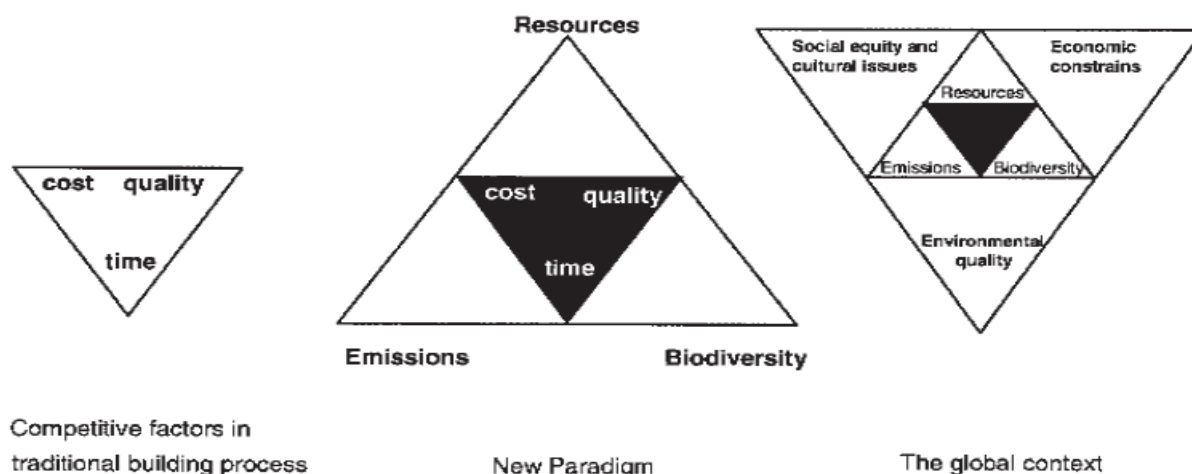 cost quality
time
Competitive factors in
traditional building process
Resources
cost quality
time
Emissions Biodiversity
New Paradigm
Social equity and
cultural issues
Economic
constrains
Resources
Emissions Biodiversity
Environmental
quality
The global context